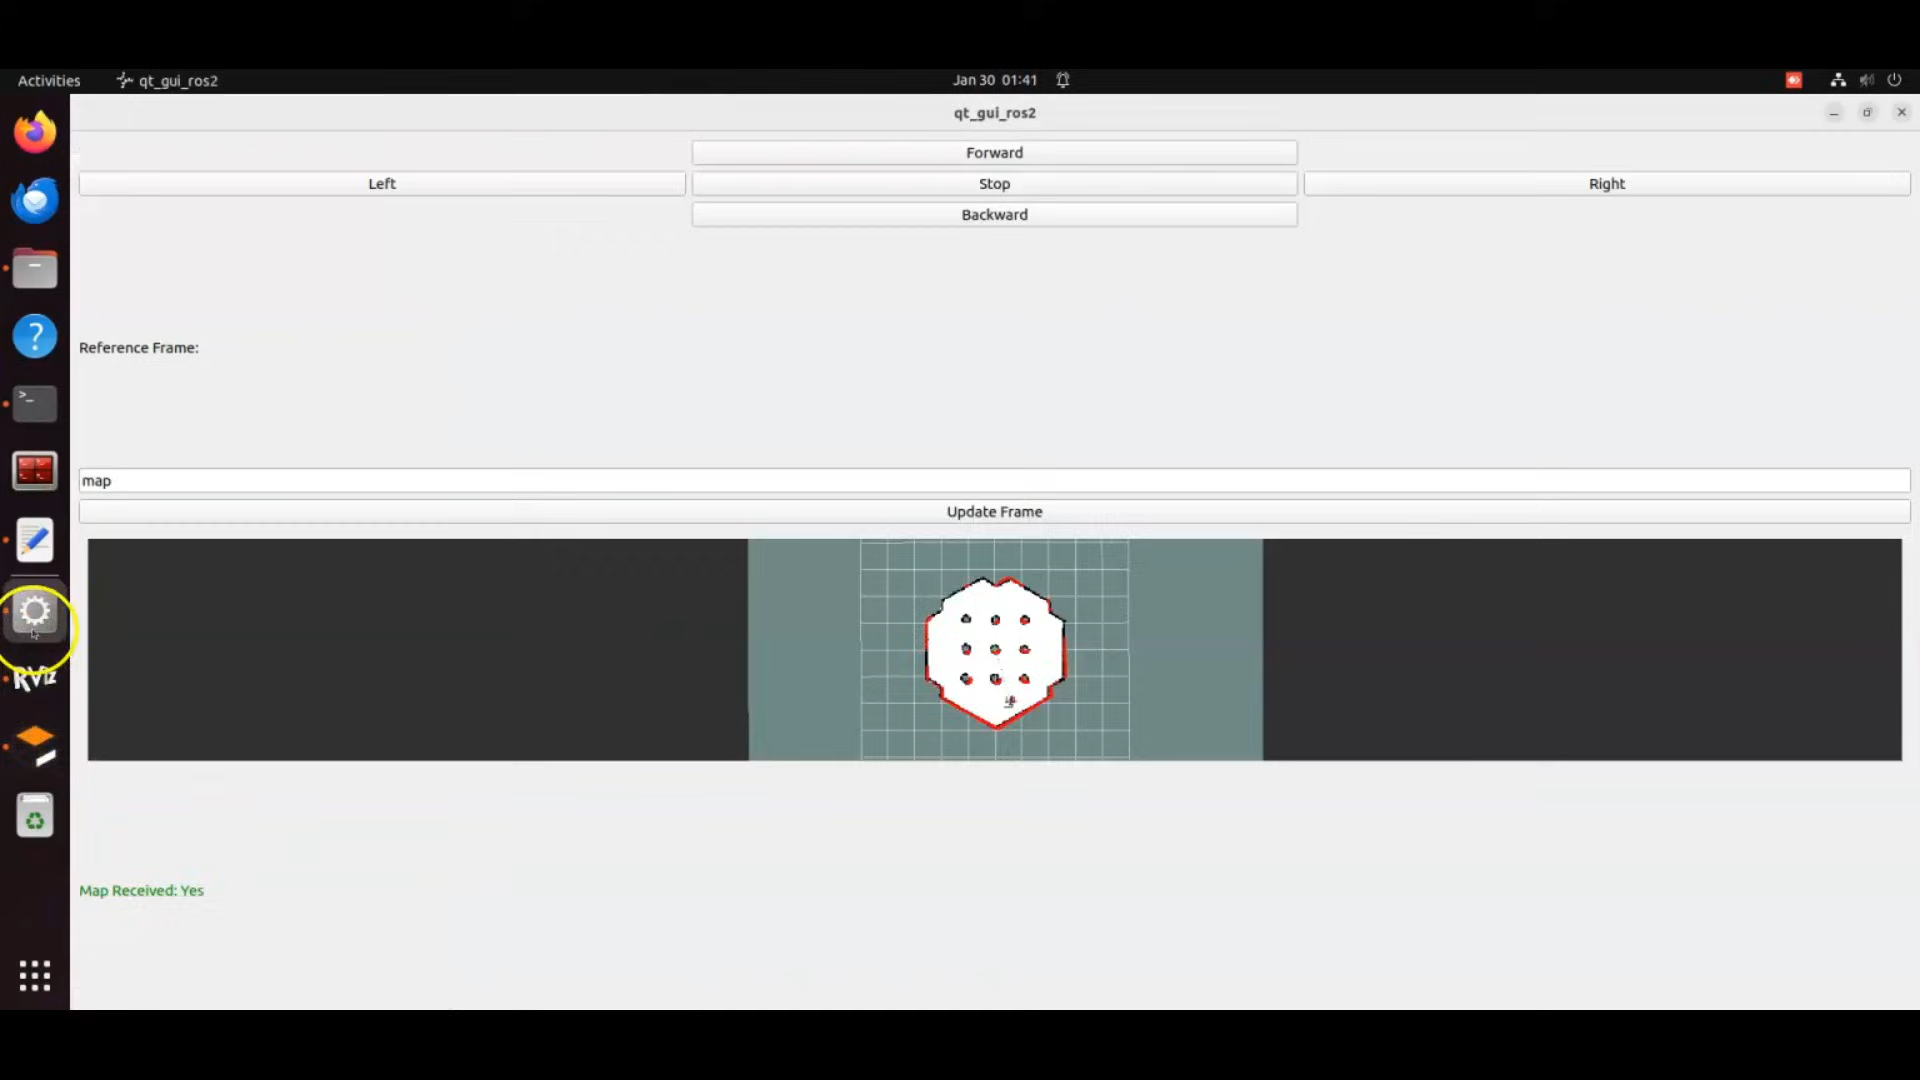 Activities qt_gui_ros2 Jan 30 01:41
qt_gui_ros2
Forward
Left Stop Right
Backward
Reference Frame:
map
Update Frame
RViz
Map Received: Yes